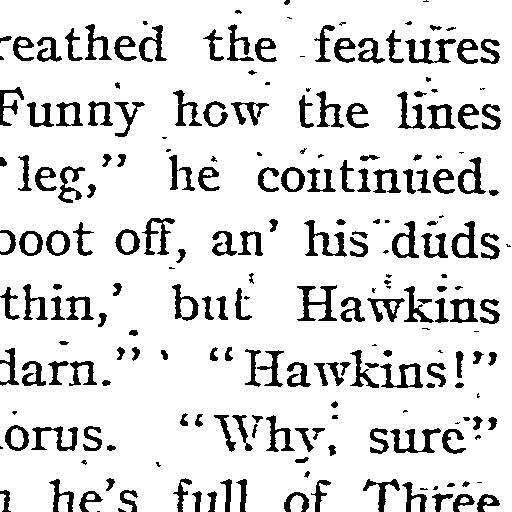 reathed the features
Funny how the lines
leg,” he continued.
boot off, an’ his duds
thin,’ but Hawkins
darn.” “Hawkins!”
orus. “Why, sure”
he’s full of Three